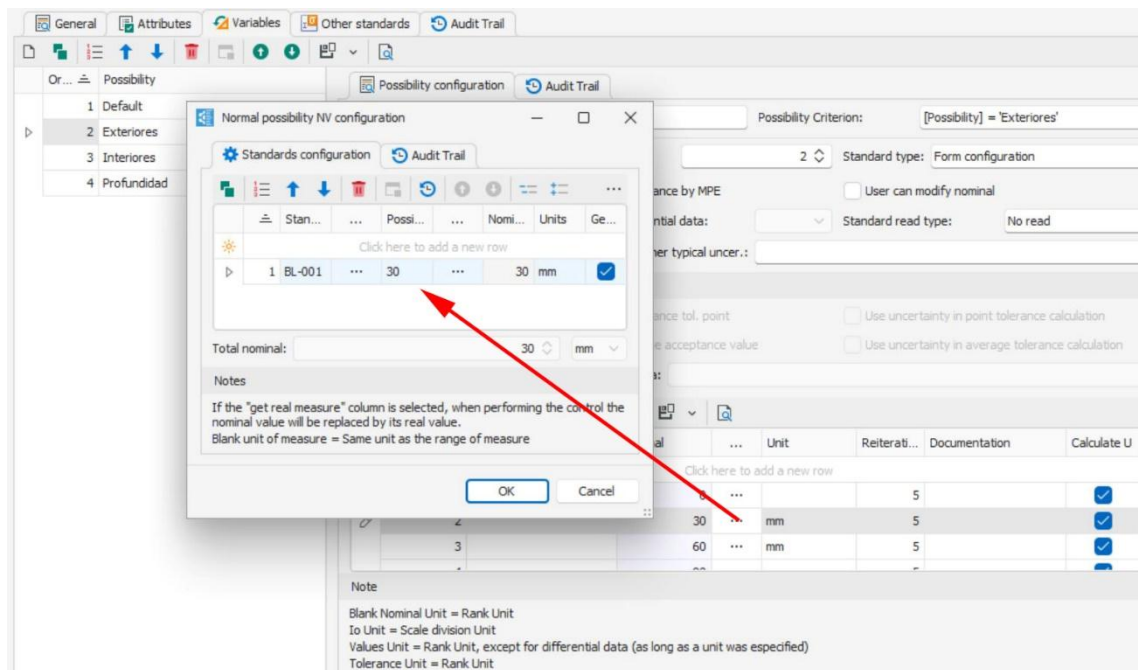 General Attributes Variables Other standards Audit Trail
Or... Possibility
1 Default
2 Exteriores
3 Interiores
4 Profundidad
Possibility configuration Audit Trail
Possibility Criterion: [Possibility] = 'Exteriores'
2 Standard type: Form configuration
ance by MPE User can modify nominal
ntial data: Standard read type: No read
her typical uncer.:
ance tol. point Use uncertainty in point tolerance calculation
e acceptance value Use uncertainty in average tolerance calculation
Normal possibility NV configuration
Standards configuration Audit Trail
...
Stan... ... Possi... ... Nomi... Units Ge...
Click here to add a new row
1 BL-001 ... 30 ... 30 mm
Total nominal: 30 mm
Notes
If the "get real measure" column is selected, when performing the control the
nominal value will be replaced by its real value.
Blank unit of measure = Same unit as the range of measure
OK Cancel
al ... Unit Reiterati... Documentation Calculate U
Click here to add a new row
0 ... 5
2 30 ... mm 5
3 60 ... mm 5
Note
Blank Nominal Unit = Rank Unit
Io Unit = Scale division Unit
Values Unit = Rank Unit, except for differential data (as long as a unit was especified)
Tolerance Unit = Rank Unit